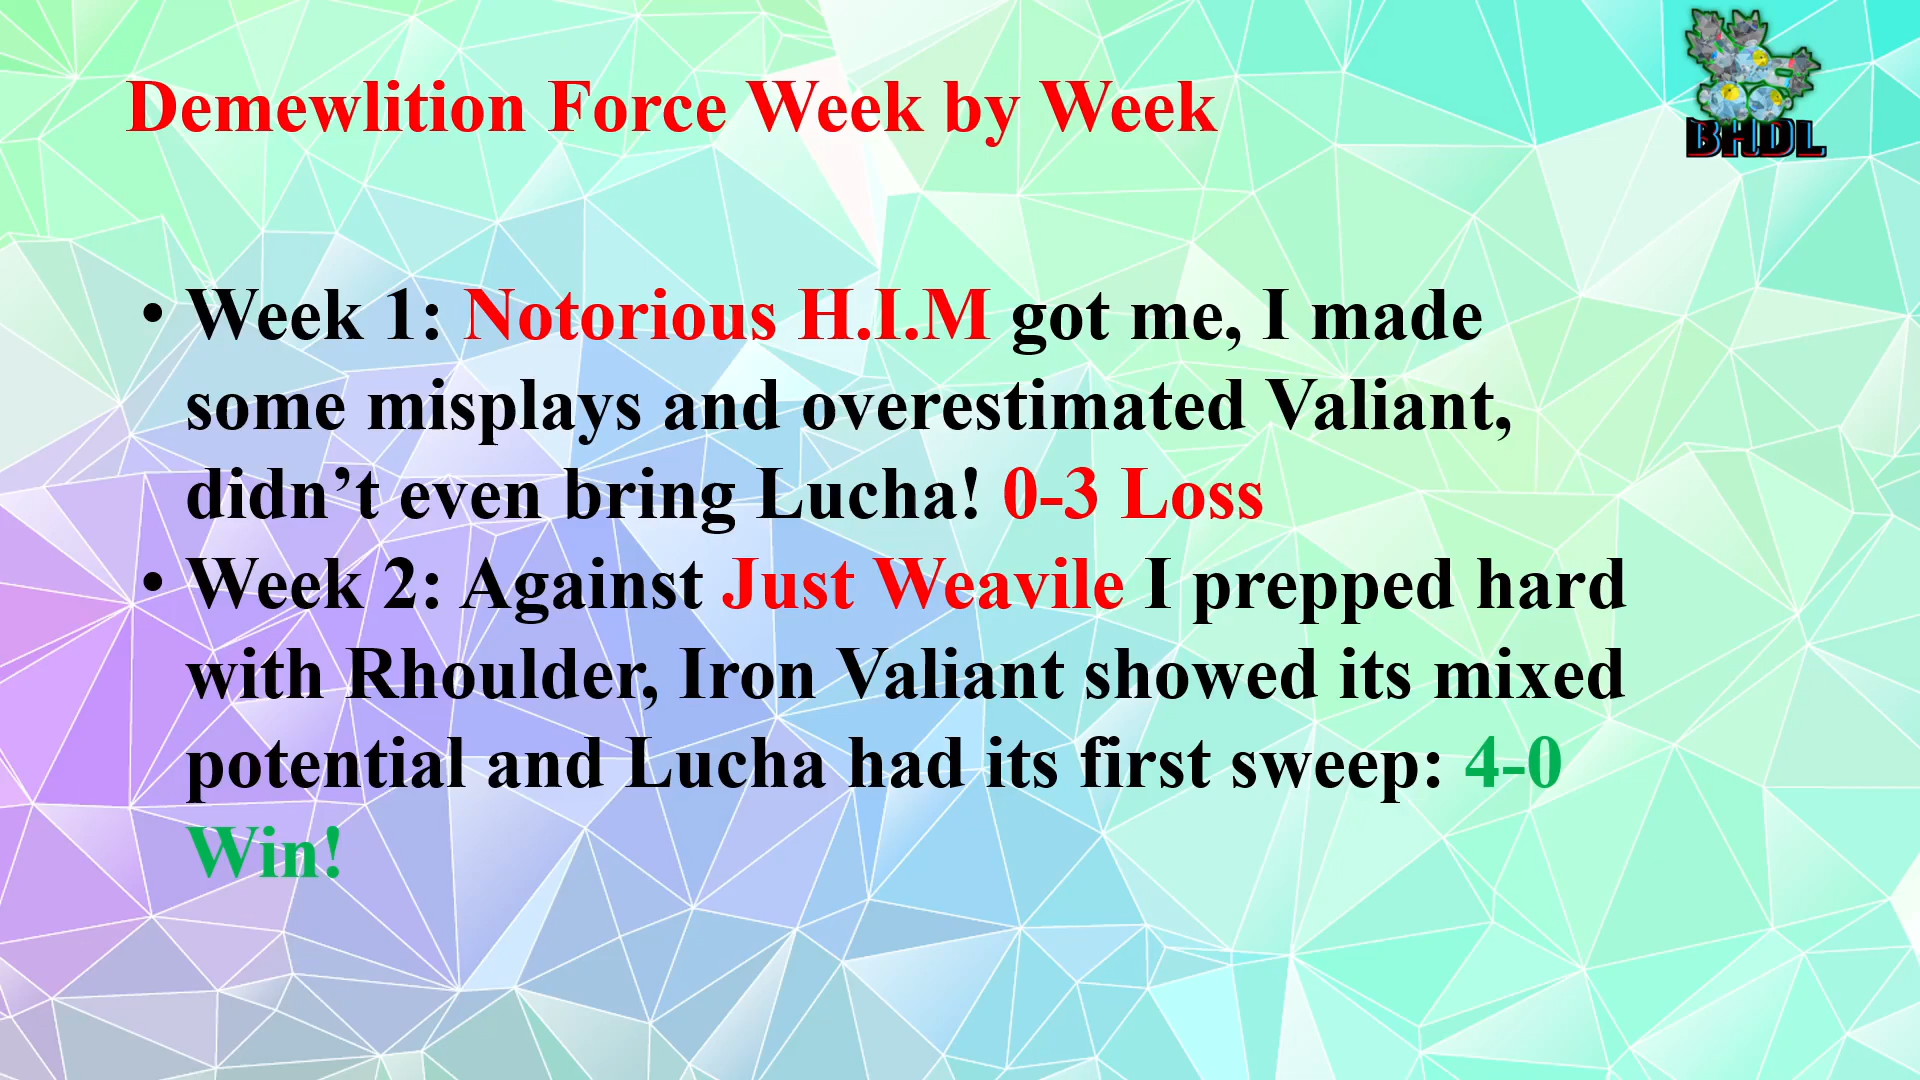 Demewlition Force Week by Week
BHDL
• Week 1: Notorious H.I.M got me, I made
some misplays and overestimated Valiant,
didn’t even bring Lucha! 0-3 Loss
• Week 2: Against Just Weavile I prepped hard
with Rhoulder, Iron Valiant showed its mixed
potential and Lucha had its first sweep: 4-0
Win!